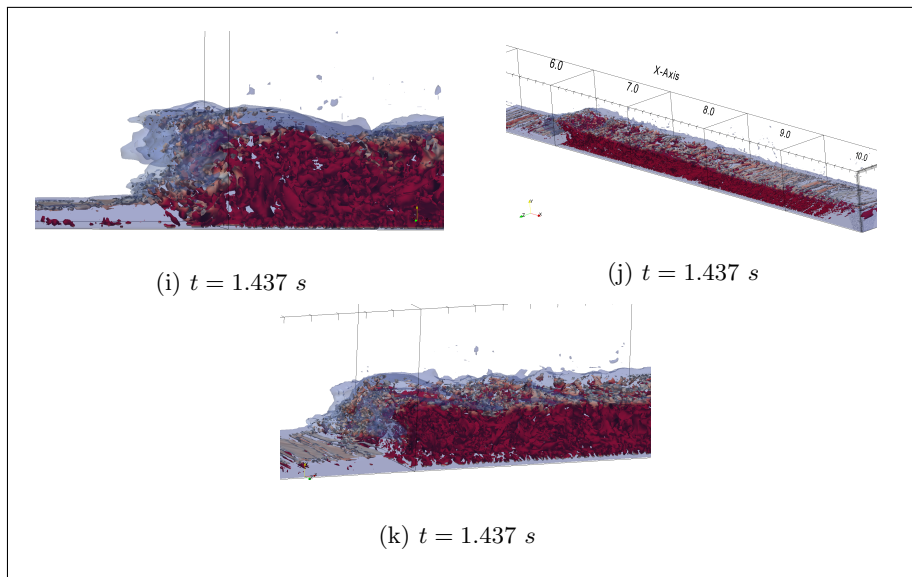 6.0
X-Axis
7.0
8.0
9.0
10.0
(i) t = 1.437 s
(j) t = 1.437 s
(k) t = 1.437 s